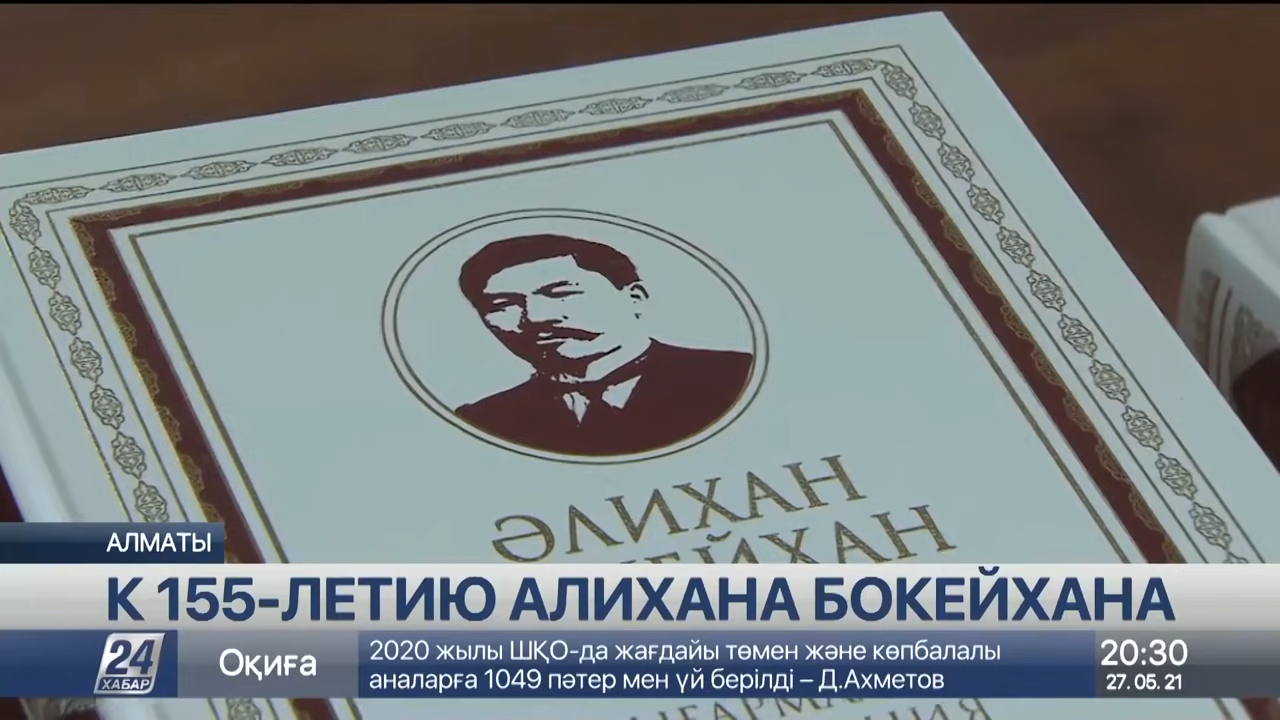 ӘЛИХАН
АЛМАТЫ
К 155-ЛЕТИЮ АЛИХАНА БОКЕЙХАНА
24
ХАБАР
Оқиға
2020 жылы ШҚО-да жағдайы төмен және көпбалалы
аналарға 1049 пәтер мен үй берілді – Д.Ахметов
20:30
27.05.21